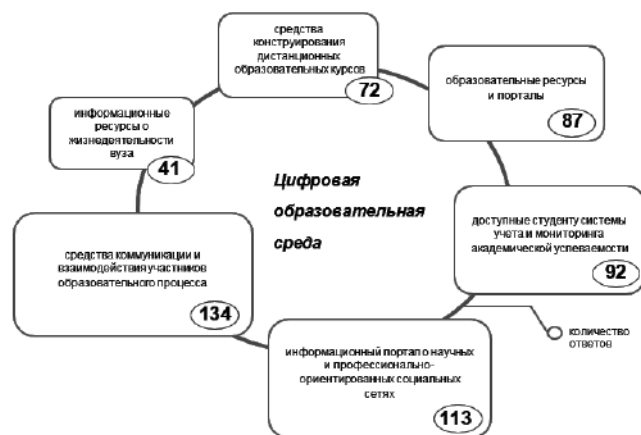 средства
конструирования
дистанционных
образовательных курсов
72
образовательные ресурсы
и порталы
87
информационные
ресурсы о
жизнедеятельности
вуза
41
Цифровая
образовательная
среда
доступные студенту системы
учета и мониторинга
академической успеваемости
92
средства коммуникации и
взаимодействия участников
образовательного процесса
134
количество
ответов
информационный портал о научных
и профессионально-
ориентированных социальных
сетях
113